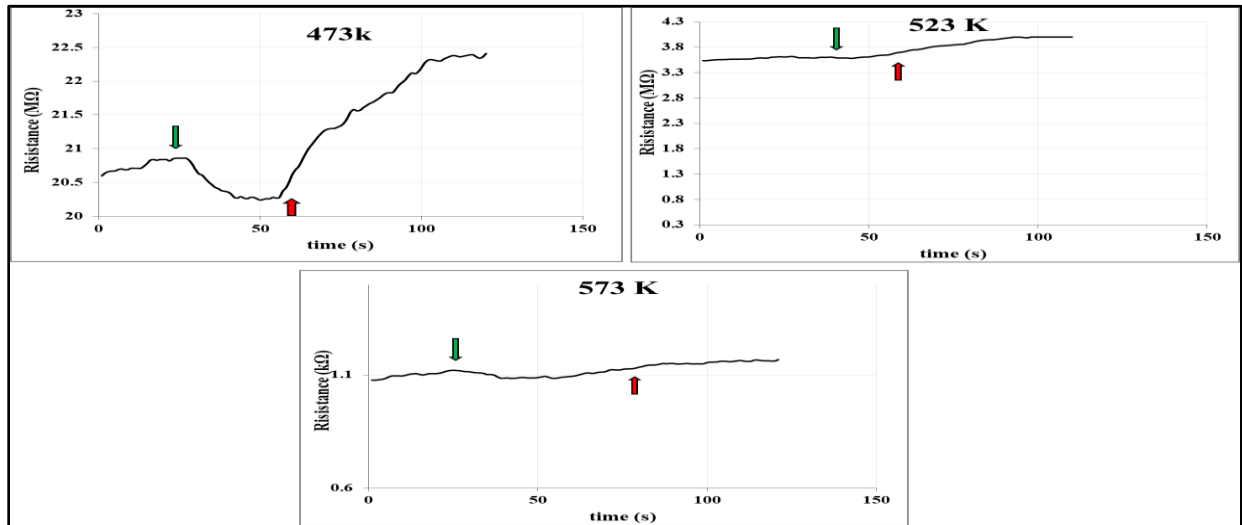 473k
Risistance (MΩ)
23
22.5
22
21.5
21
20.5
20
0 50 100 150
time (s)
523 K
Risistance (MΩ)
4.3
3.8
3.3
2.8
2.3
1.8
1.3
0.8
0.3
0 50 100 150
time (s)
573 K
Risistance (kΩ)
1.1
0.6
0 50 100 150
time (s)